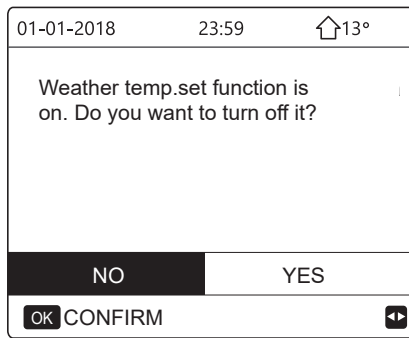 01-01-2018 23:59 13°
Weather temp.set function is
on. Do you want to turn off it?
NO YES
OK CONFIRM